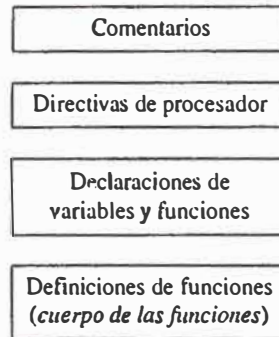 Comentarios
Directivas de procesador
Declaraciones de
variables y funciones
Definiciones de funciones
(cuerpo de las funciones)